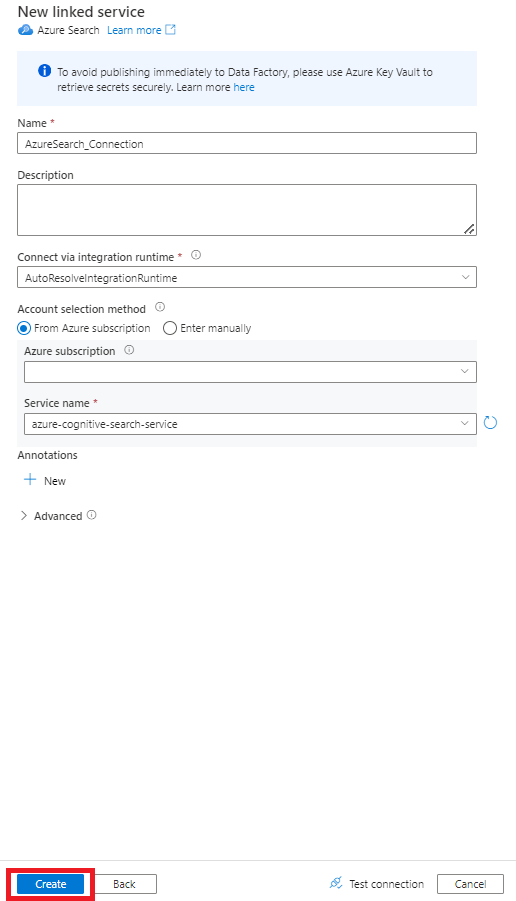 New linked service
Azure Search Learn more
To avoid publishing immediately to Data Factory, please use Azure Key Vault to
retrieve secrets securely. Learn more here
Name *
AzureSearch_Connection
Description
Connect via integration runtime *
AutoResolveIntegrationRuntime
Account selection method
From Azure subscription Enter manually
Azure subscription
Service name *
azure-cognitive-search-service
Annotations
New
Advanced
Create Back Test connection Cancel